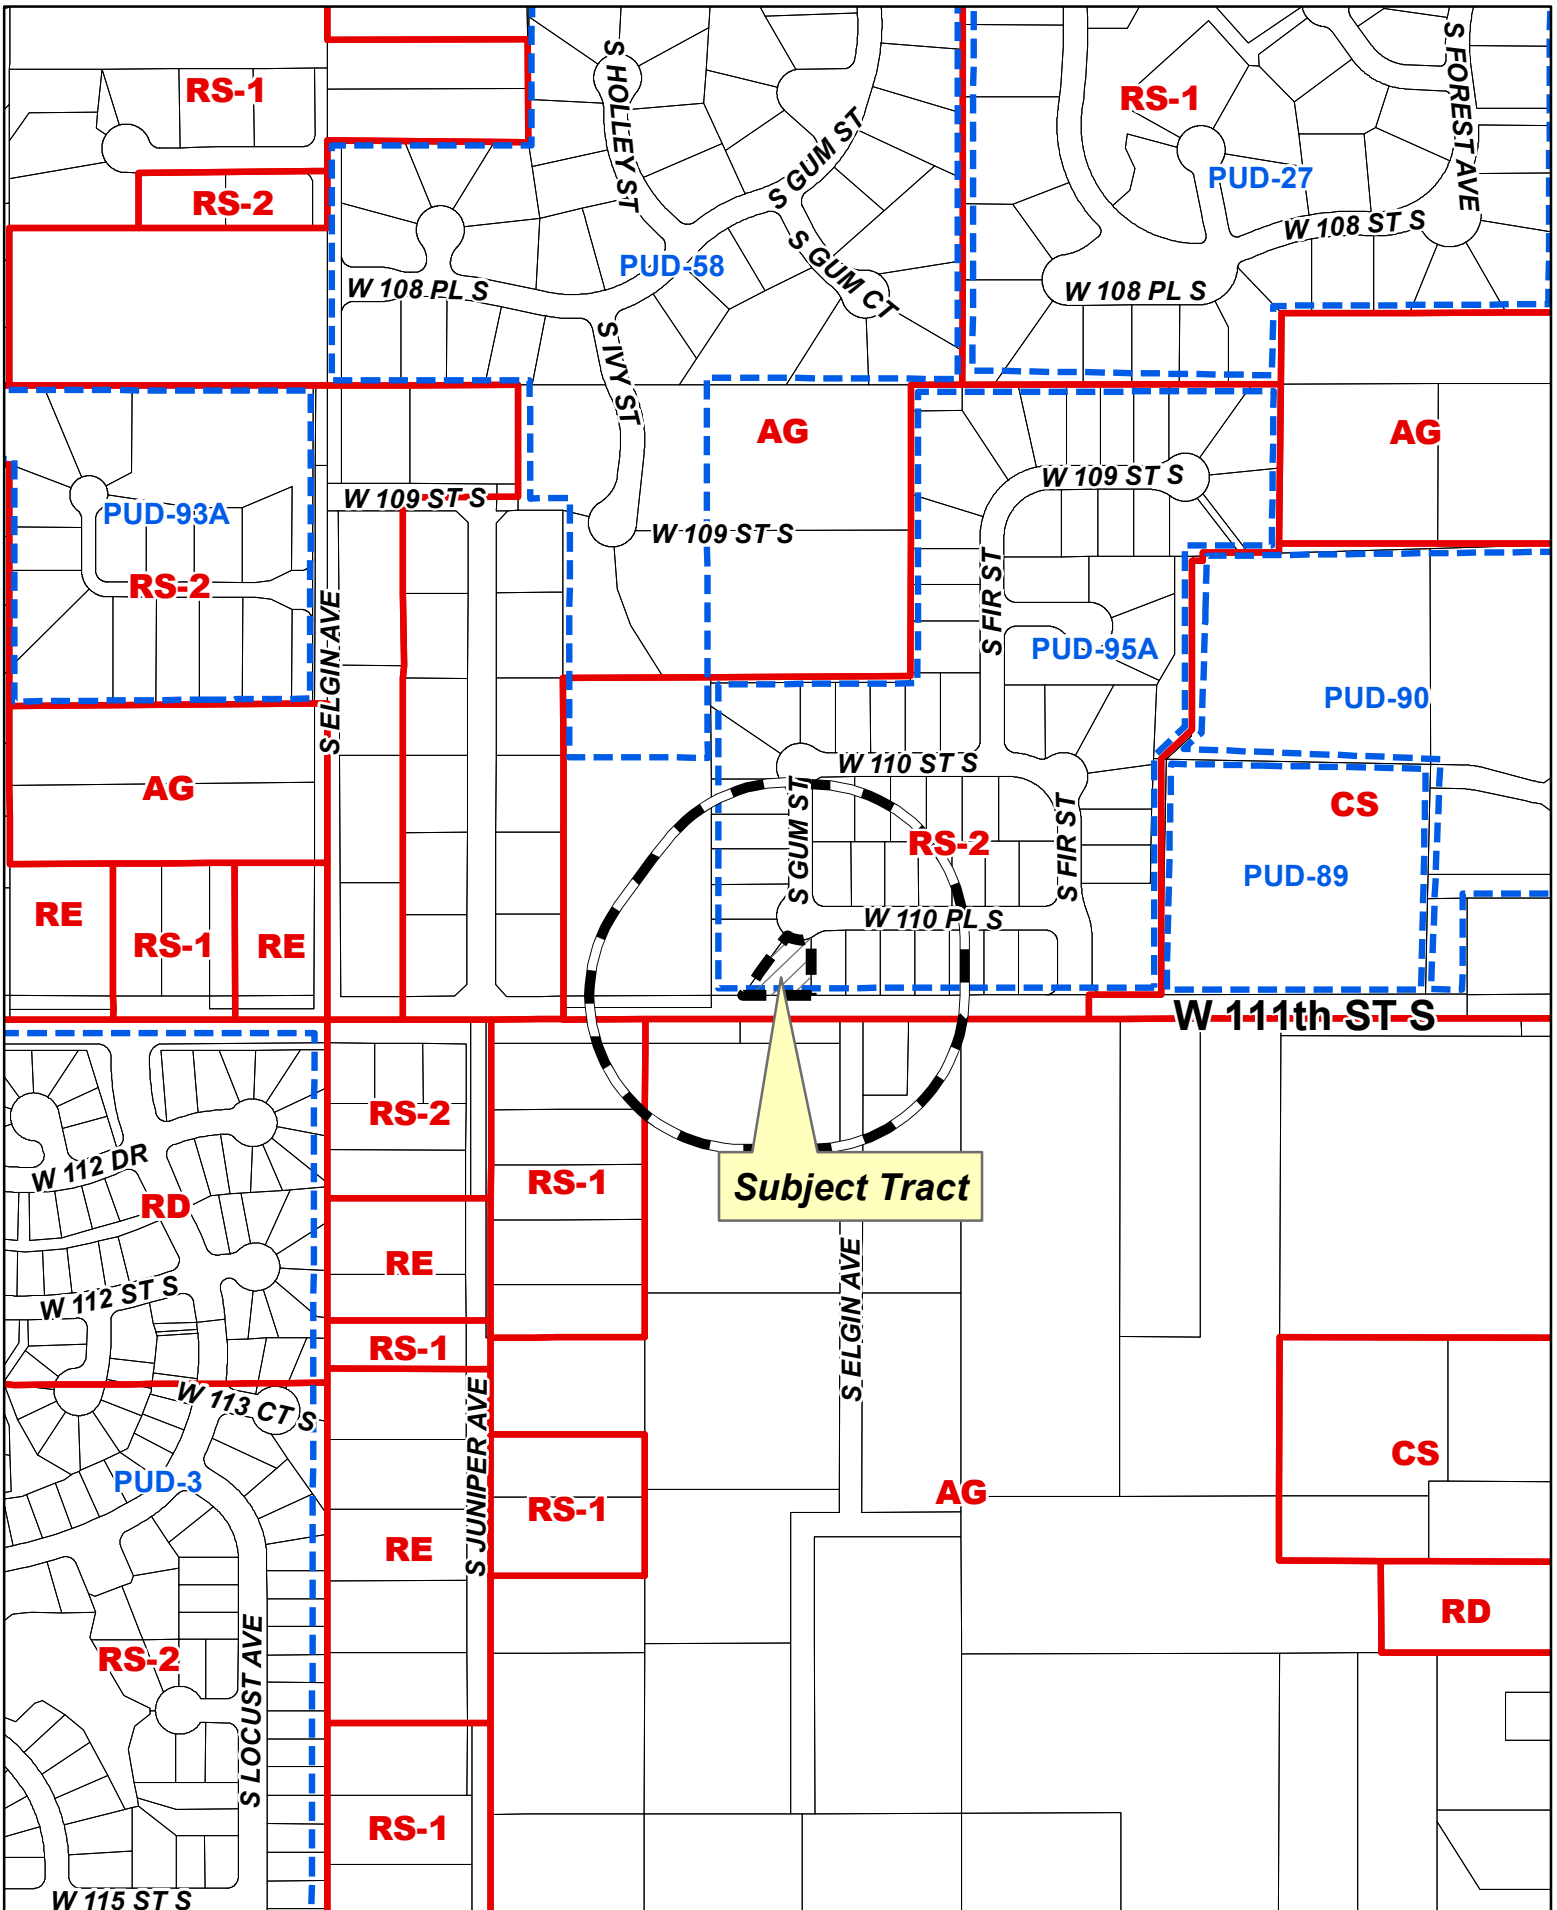 S HOLLEY ST
S GUM ST
S FOREST AVE
RS-1
RS-1
PUD-27
RS-2
W 108 ST S
S GUM CT
PUD-58
W 108 PL S
W 108 PL S
S IVY ST
AG
AG
W 109 ST S
W 109 ST S
PUD-93A
W 109 ST S
RS-2
S ELGIN AVE
S FIR ST
PUD-95A
PUD-90
W 110 ST S
AG
CS
S GUM ST
RS-2
S FIR ST
PUD-89
RE
W 110 PL S
RS-1
RE
W 111th ST S
RS-2
W 112 DR
RS-1
Subject Tract
RD
RE
W 112 ST S
S ELGIN AVE
RS-1
W 113 CT S
S JUNIPER AVE
CS
PUD-3
AG
RS-1
RE
RD
RS-2
S LOCUST AVE
RS-1
W 115 ST S